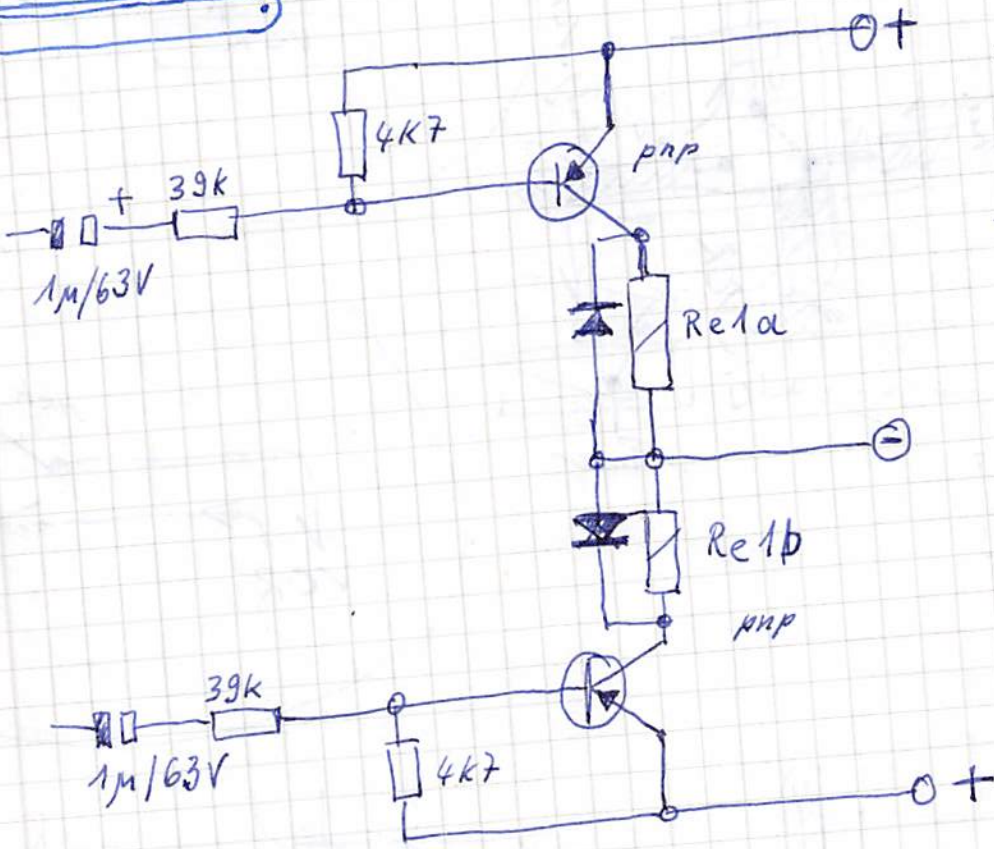 +
4K7
pnp
+
39k
1µ/63V
Re1a
-
Re1b
pnp
39k
1µ/63V
4K7
+